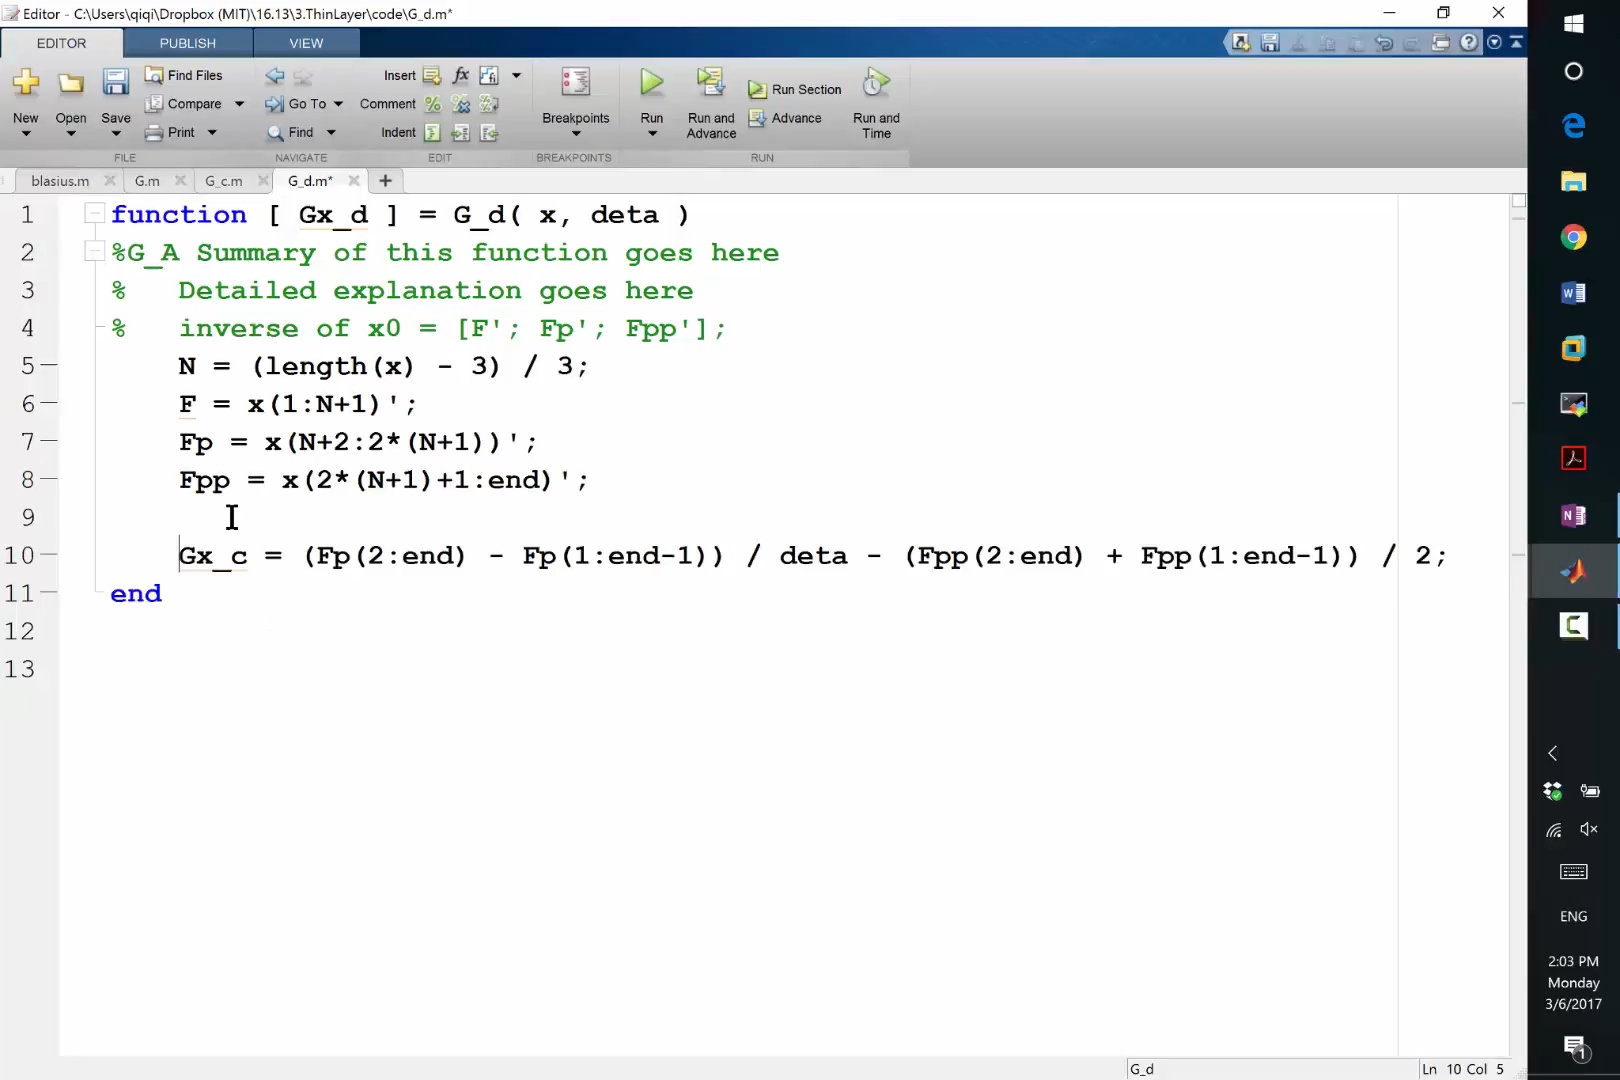 Editor - C:\Users\qiqi\Dropbox (MIT)\16.13\3.ThinLayer\code\G_d.m*
EDITOR PUBLISH VIEW
New Open Save Find Files Compare Print
Insert fx Comment Indent Go To Find
Breakpoints Run Run and Advance Run Section Advance Run and Time
FILE NAVIGATE EDIT BREAKPOINTS RUN
blasius.m G.m G_c.m G_d.m* +
1 function [ Gx_d ] = G_d( x, deta )
2 %G_A Summary of this function goes here
3 %   Detailed explanation goes here
4 %   inverse of x0 = [F'; Fp'; Fpp'];
5 N = (length(x) - 3) / 3;
6 F = x(1:N+1)';
7 Fp = x(N+2:2*(N+1))';
8 Fpp = x(2*(N+1)+1:end)';
9
10 Gx_c = (Fp(2:end) - Fp(1:end-1)) / deta - (Fpp(2:end) + Fpp(1:end-1)) / 2;
11 end
12
13
G_d Ln 10 Col 5
ENG
2:03 PM
Monday
3/6/2017
1